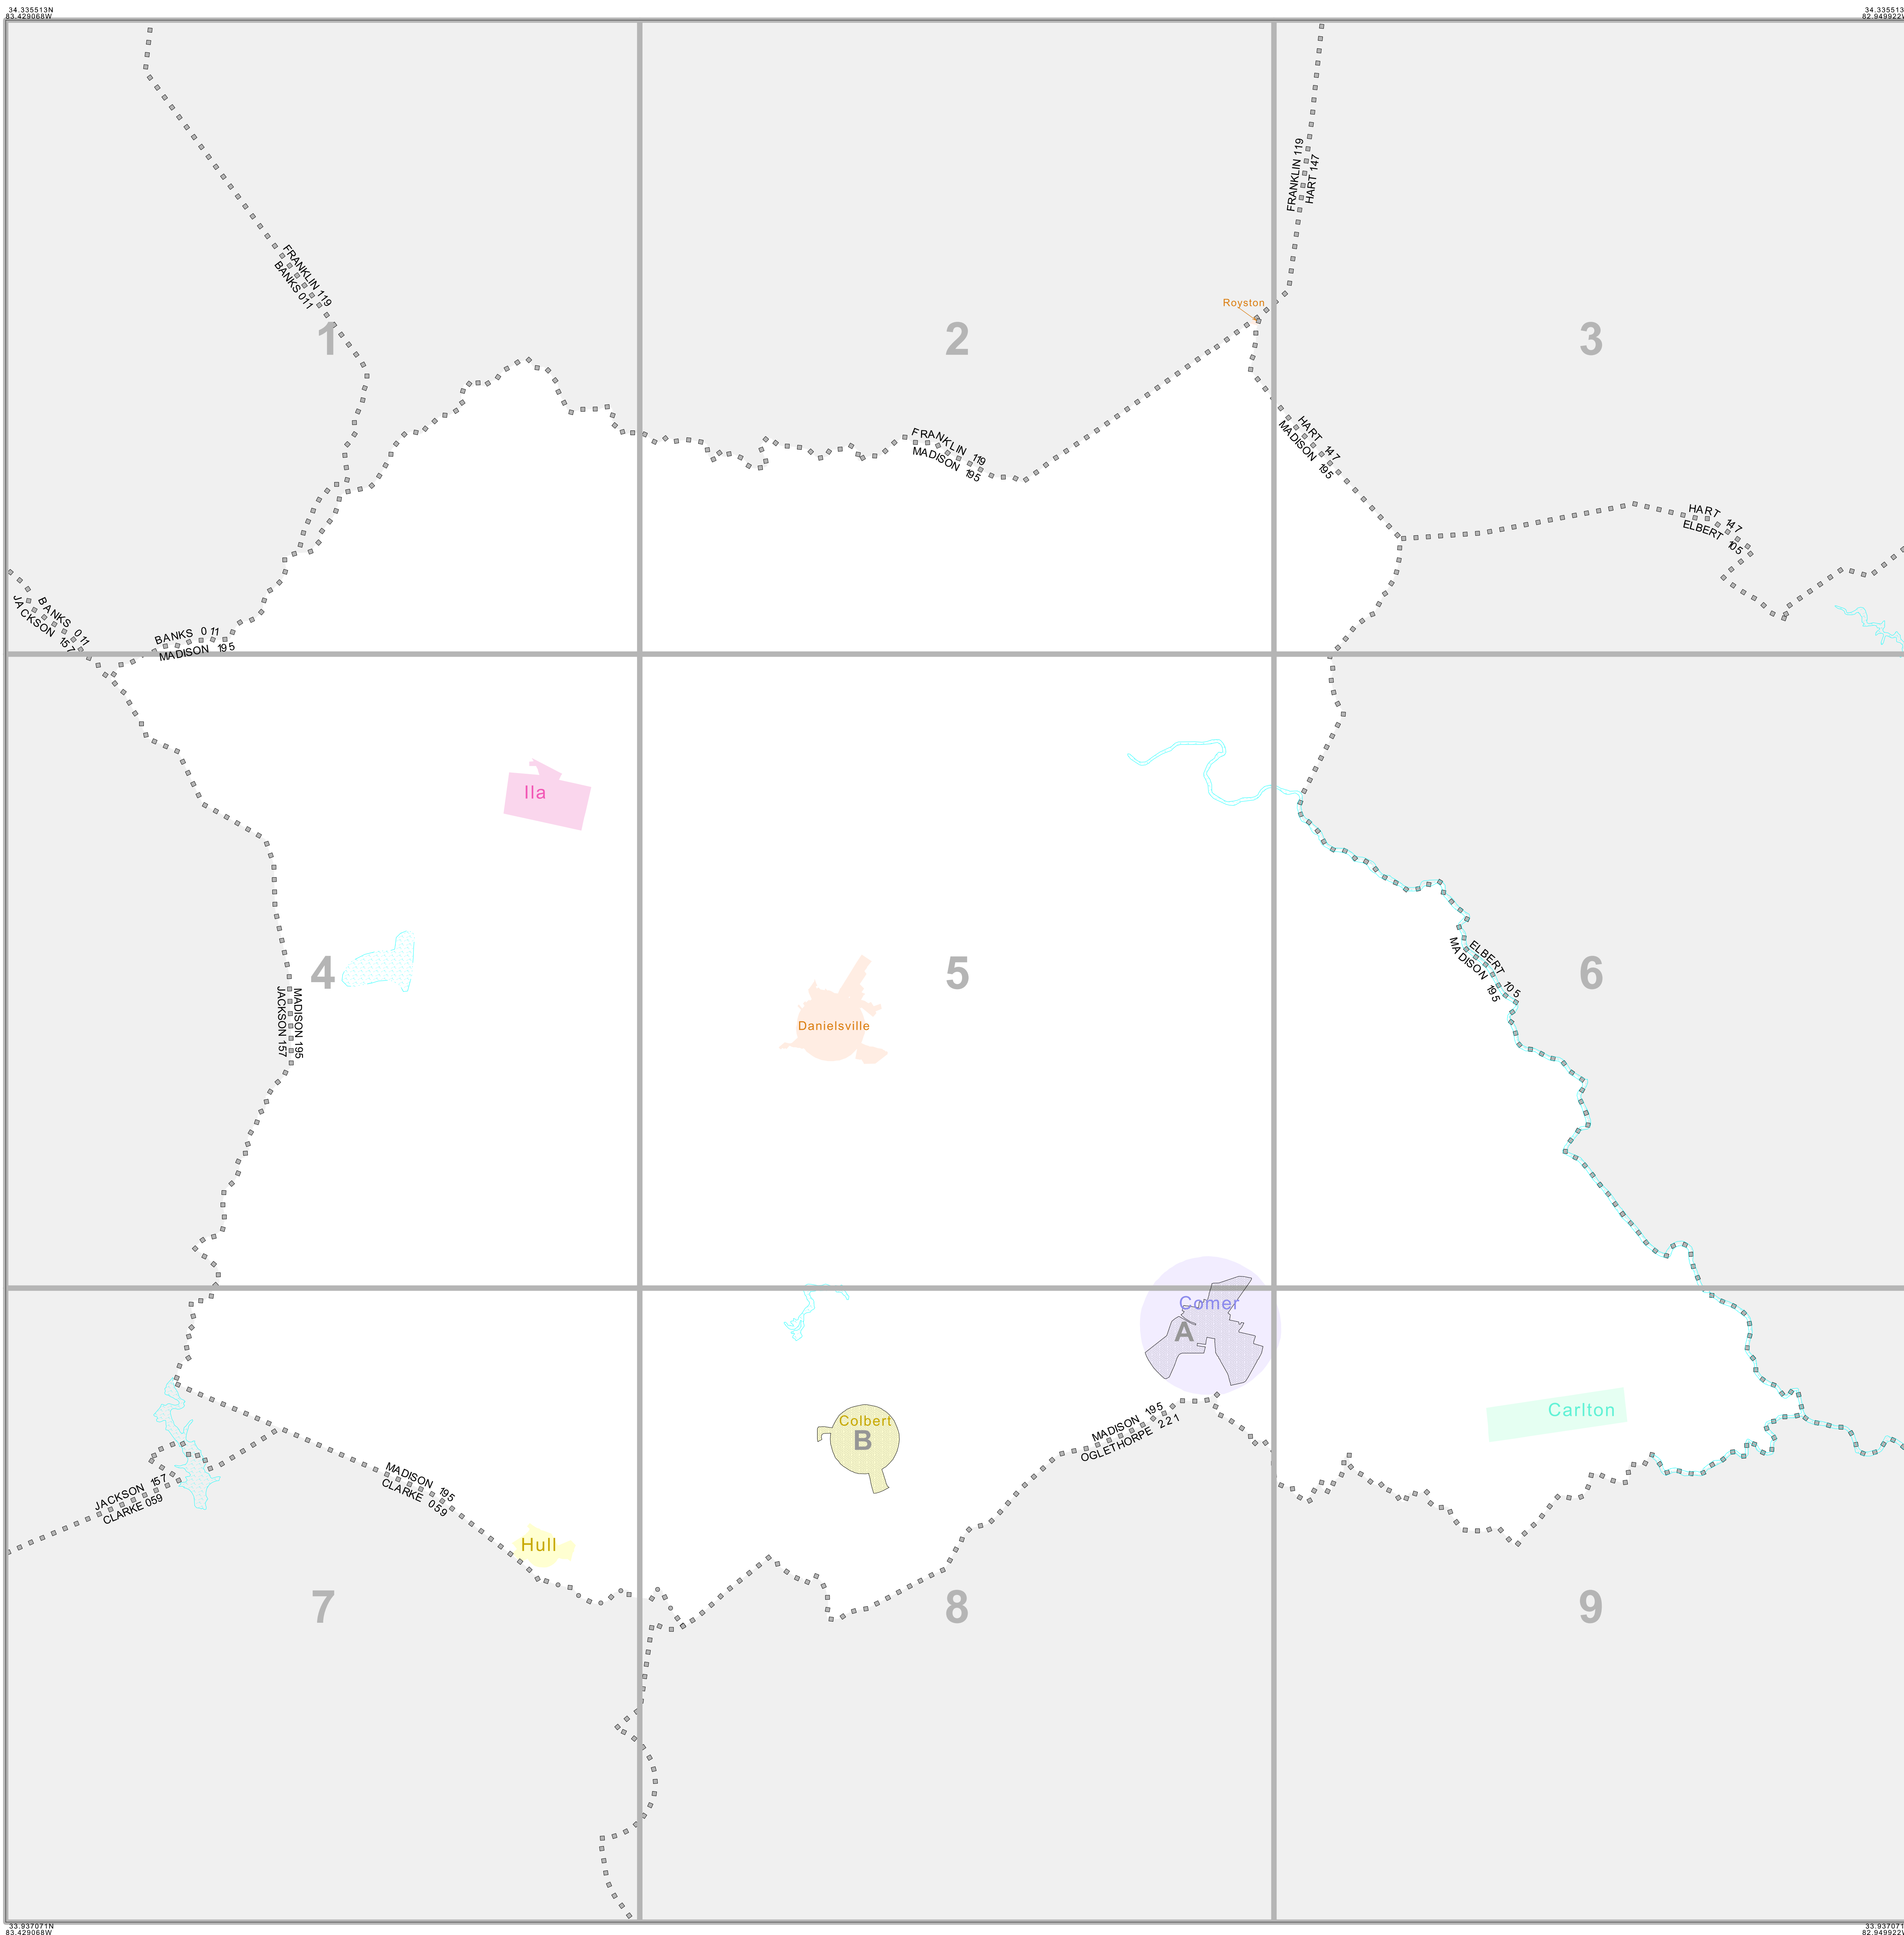 34.335513N
83.429068W
34.335513
82.949922W
FRANKLIN 119
HART 147
FRANKLIN 119
BANKS 011
Royston
1
2
3
FRANKLIN 119
MADISON 195
HART 147
MADISON 195
HART 147
ELBERT 105
BANKS 011
JACKSON 157
BANKS 011
MADISON 195
Ila
4
5
6
ELBERT 105
MADISON 195
MADISON 195
JACKSON 157
Danielsville
Comer
A
Carlton
Colbert
B
MADISON 195
OGLETHORPE 221
JACKSON 157
CLARKE 059
MADISON 195
CLARKE 059
Hull
7
8
9
33.937071N
83.429068W
33.937071
82.949922W